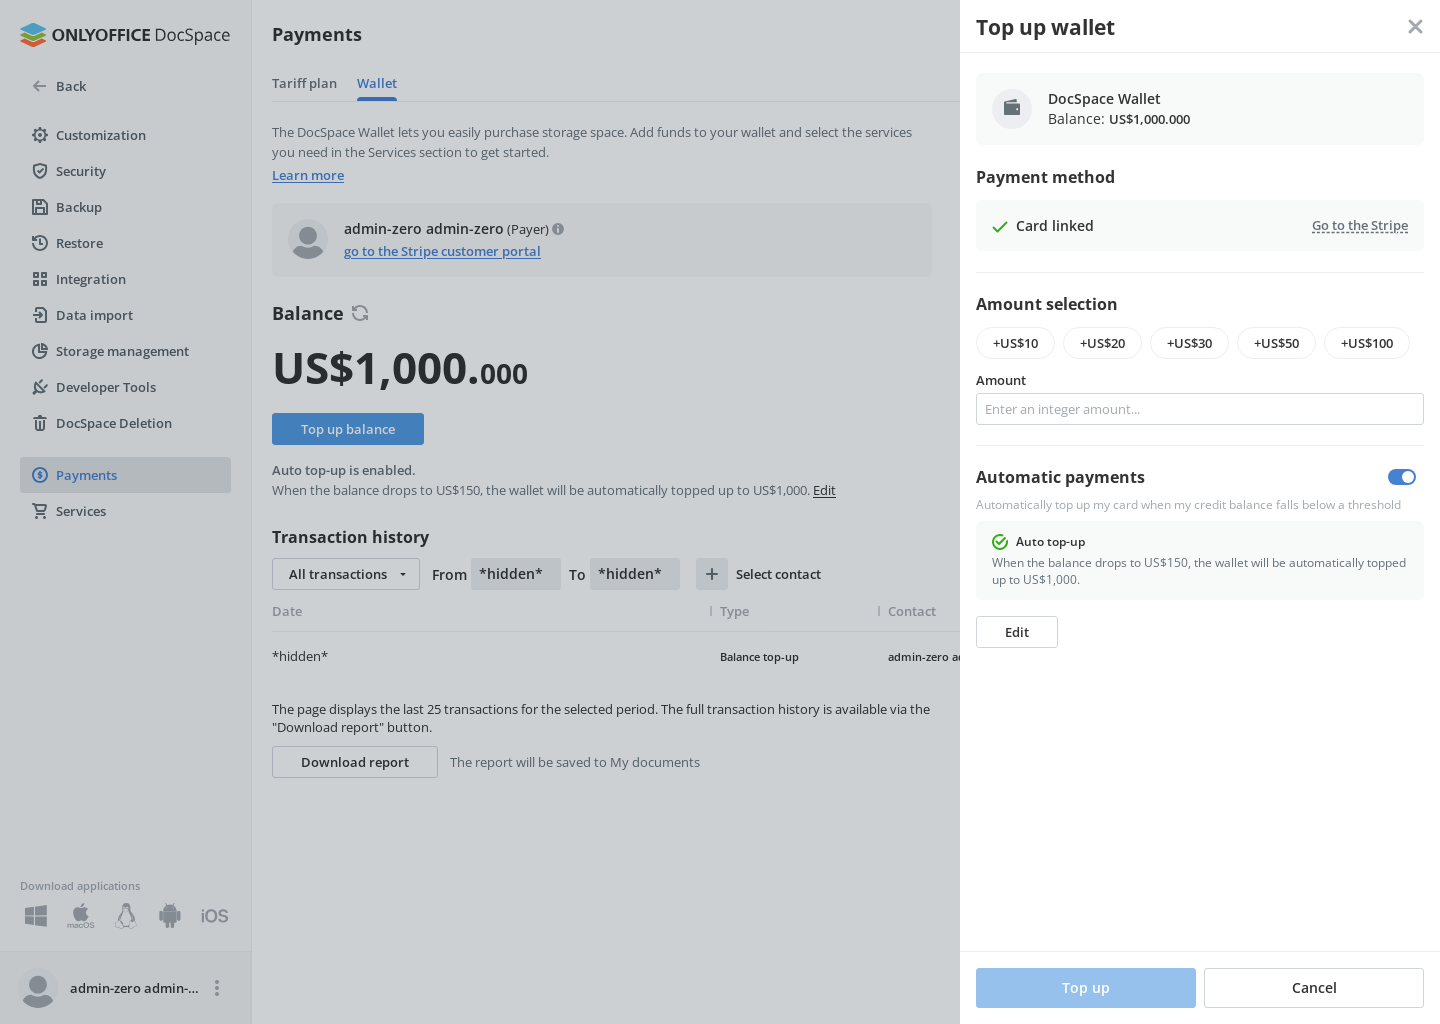 ONLYOFFICE DocSpace
Back
Customization
Security
Backup
Restore
Integration
Data import
Storage management
Developer Tools
DocSpace Deletion
Payments
Services
Download applications
macOS
iOS
admin-zero admin-...
Payments
Tariff plan
Wallet
The DocSpace Wallet lets you easily purchase storage space. Add funds to your wallet and select the services
you need in the Services section to get started.
Learn more
admin-zero admin-zero (Payer)
go to the Stripe customer portal
Balance
US$1,000.000
Top up balance
Auto top-up is enabled.
When the balance drops to US$150, the wallet will be automatically topped up to US$1,000. Edit
Transaction history
All transactions From *hidden* To *hidden* Select contact
Date Type Contact
*hidden* Balance top-up admin-zero
The page displays the last 25 transactions for the selected period. The full transaction history is available via the
"Download report" button.
Download report The report will be saved to My documents
Top up wallet
DocSpace Wallet
Balance: US$1,000.000
Payment method
Card linked Go to the Stripe
Amount selection
+US$10 +US$20 +US$30 +US$50 +US$100
Amount
Enter an integer amount...
Automatic payments
Automatically top up my card when my credit balance falls below a threshold
Auto top-up
When the balance drops to US$150, the wallet will be automatically topped
up to US$1,000.
Edit
Top up Cancel